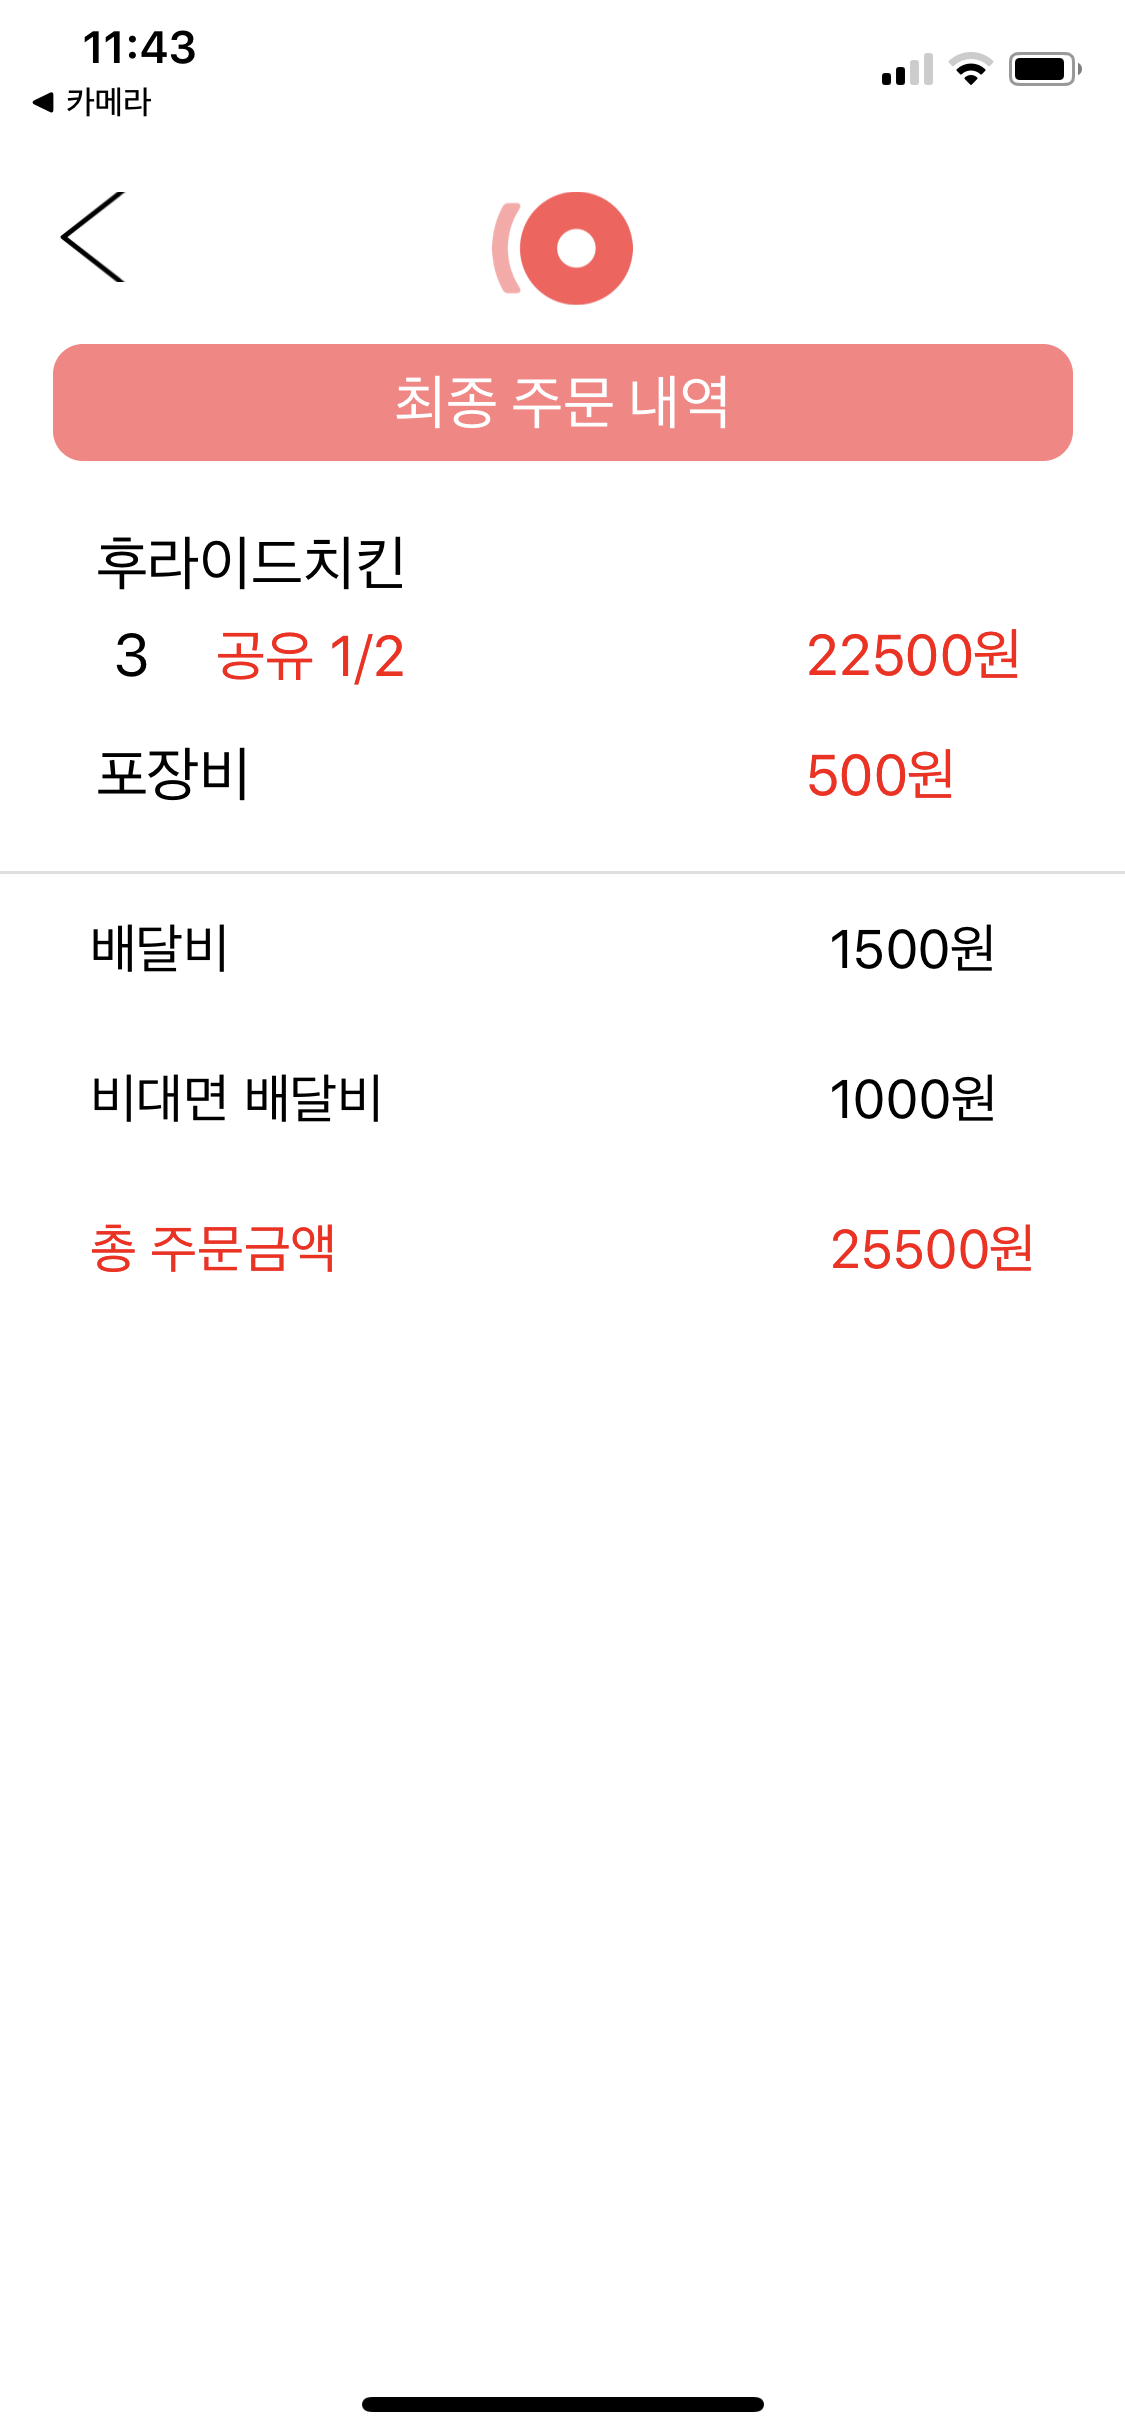 11:43
◀ 카메라
최종 주문 내역
후라이드치킨
3 공유 1/2 22500원
포장비 500원
배달비 1500원
비대면 배달비 1000원
총 주문금액 25500원